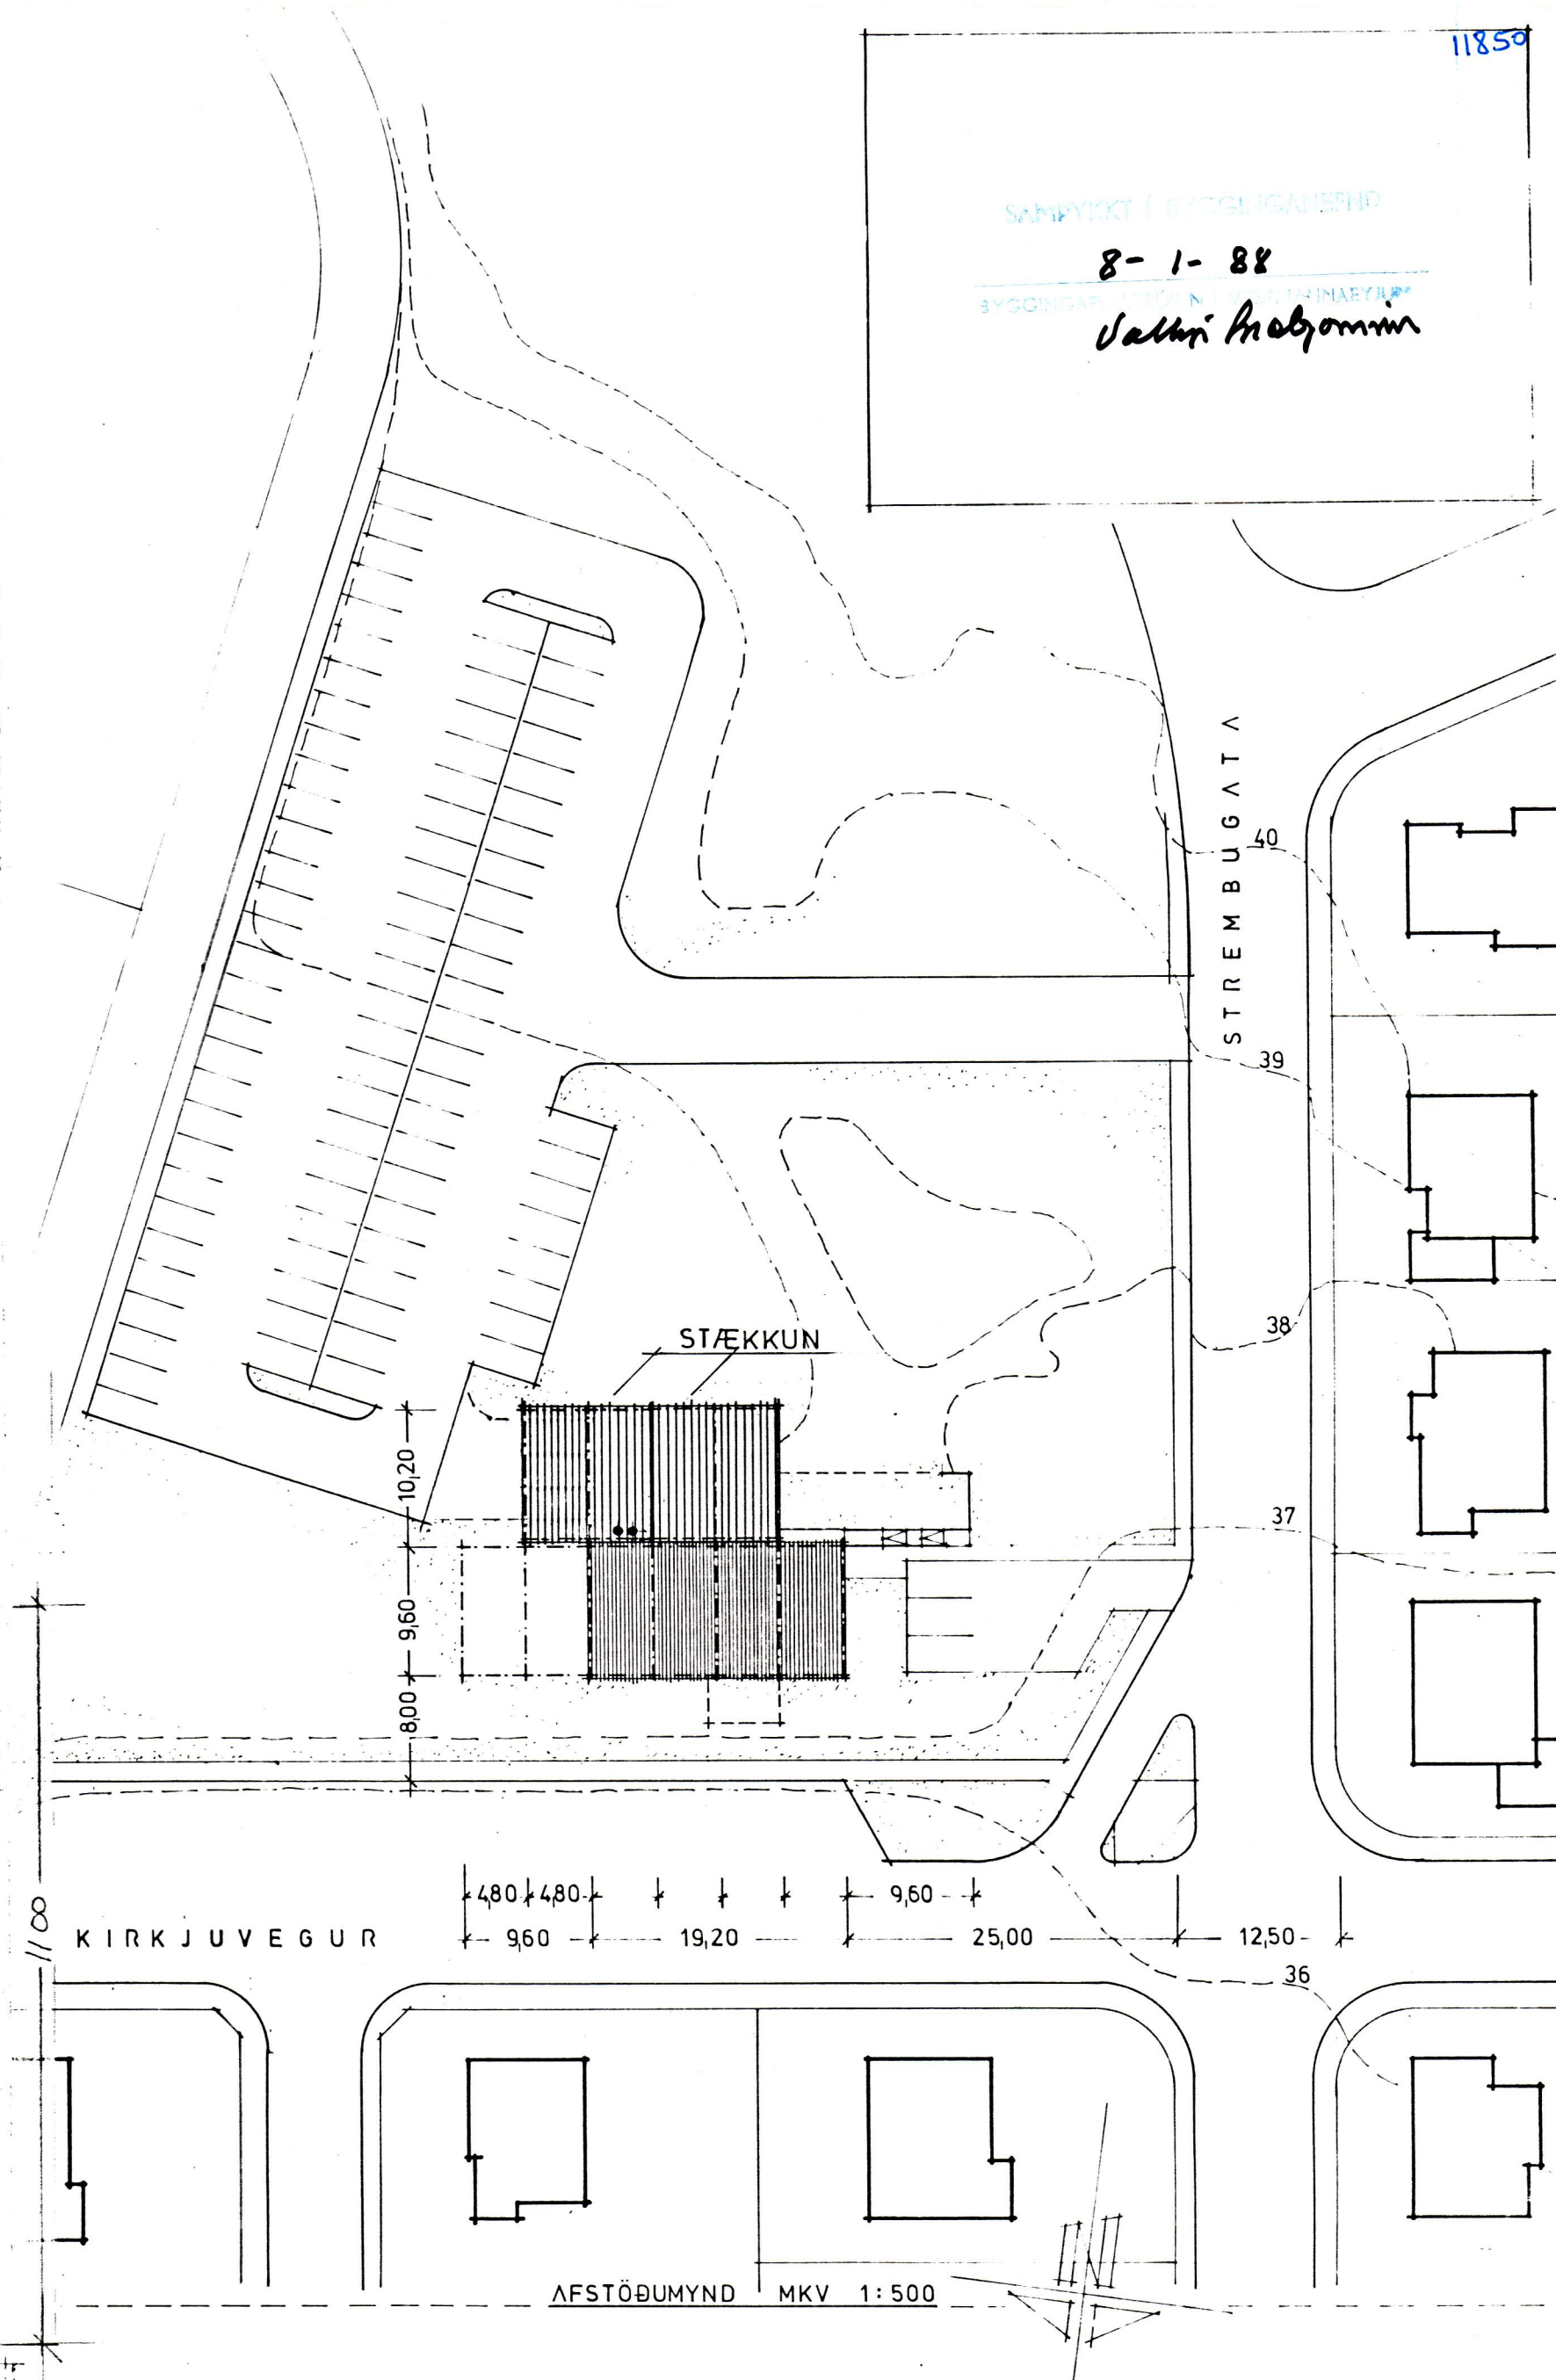 11850
SAMÞYKKT Í BYGGINGANEFND
8- 1- 88
STREMBUGATA
40
39
38
37
STÆKKUN
10,20
9,60
8,00
4,80 4,80 9,60
9,60 19,20 25,00 12,50
KIRKJUVEGUR
1100
36
N
AFSTÖÐUMYND MKV 1:500